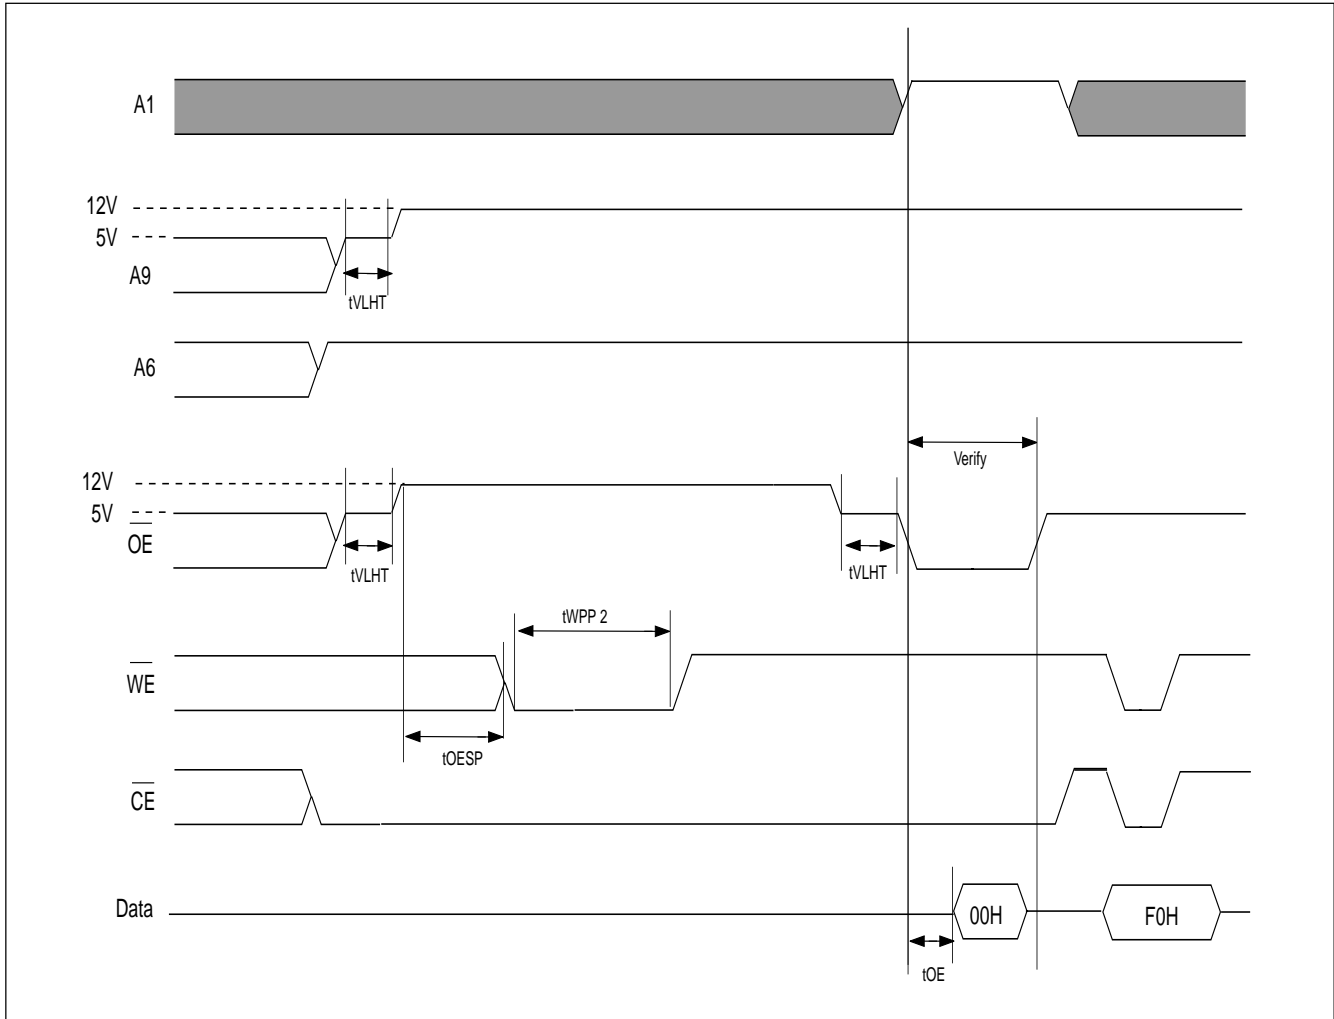 A1
12V
5V
A9
tVLHT
A6
Verify
12V
5V
OE
tVLHT
tVLHT
tWPP 2
WE
tOESP
CE
Data
00H
F0H
tOE